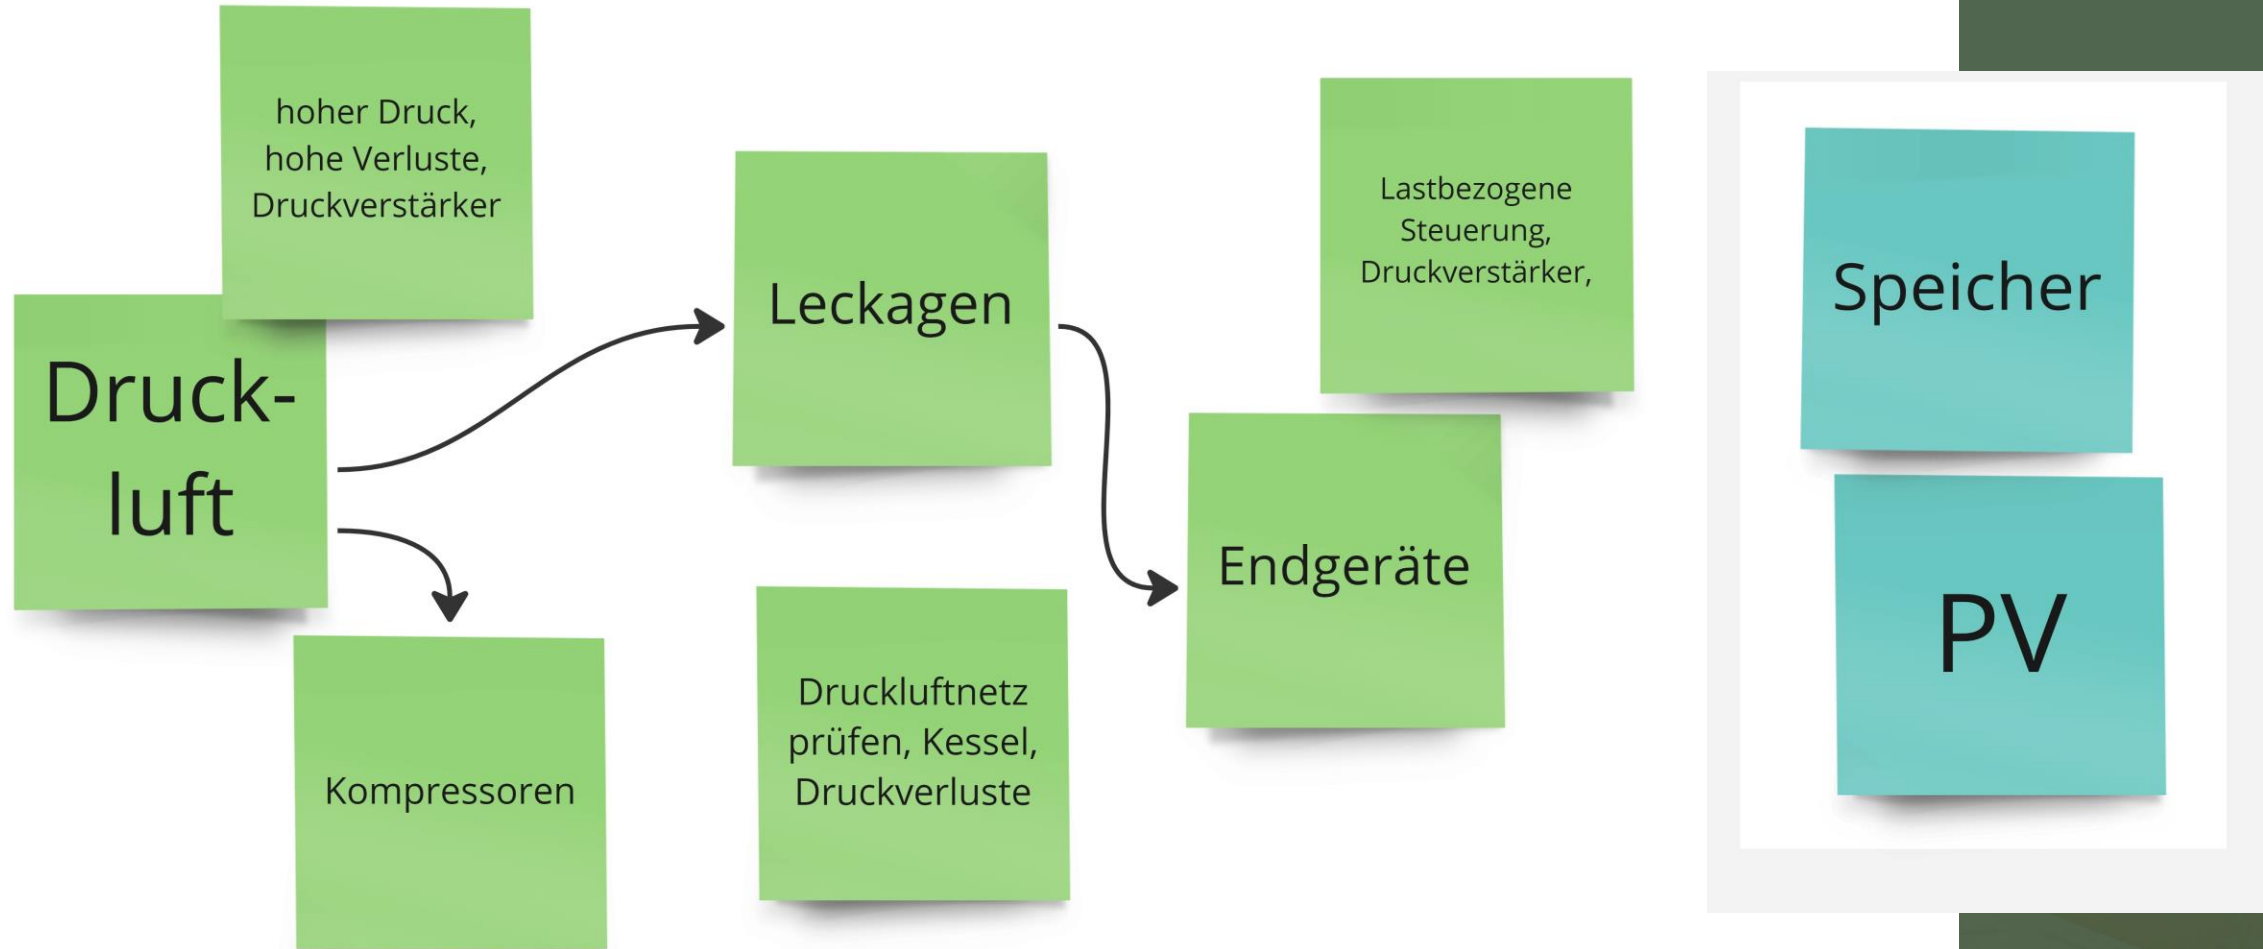 hoher Druck,
hohe Verluste,
Druckverstärker
Druck-
luft
Kompressoren
Leckagen
Druckluftnetz
prüfen, Kessel,
Druckverluste
Lastbezogene
Steuerung,
Druckverstärker,
Endgeräte
Speicher
PV